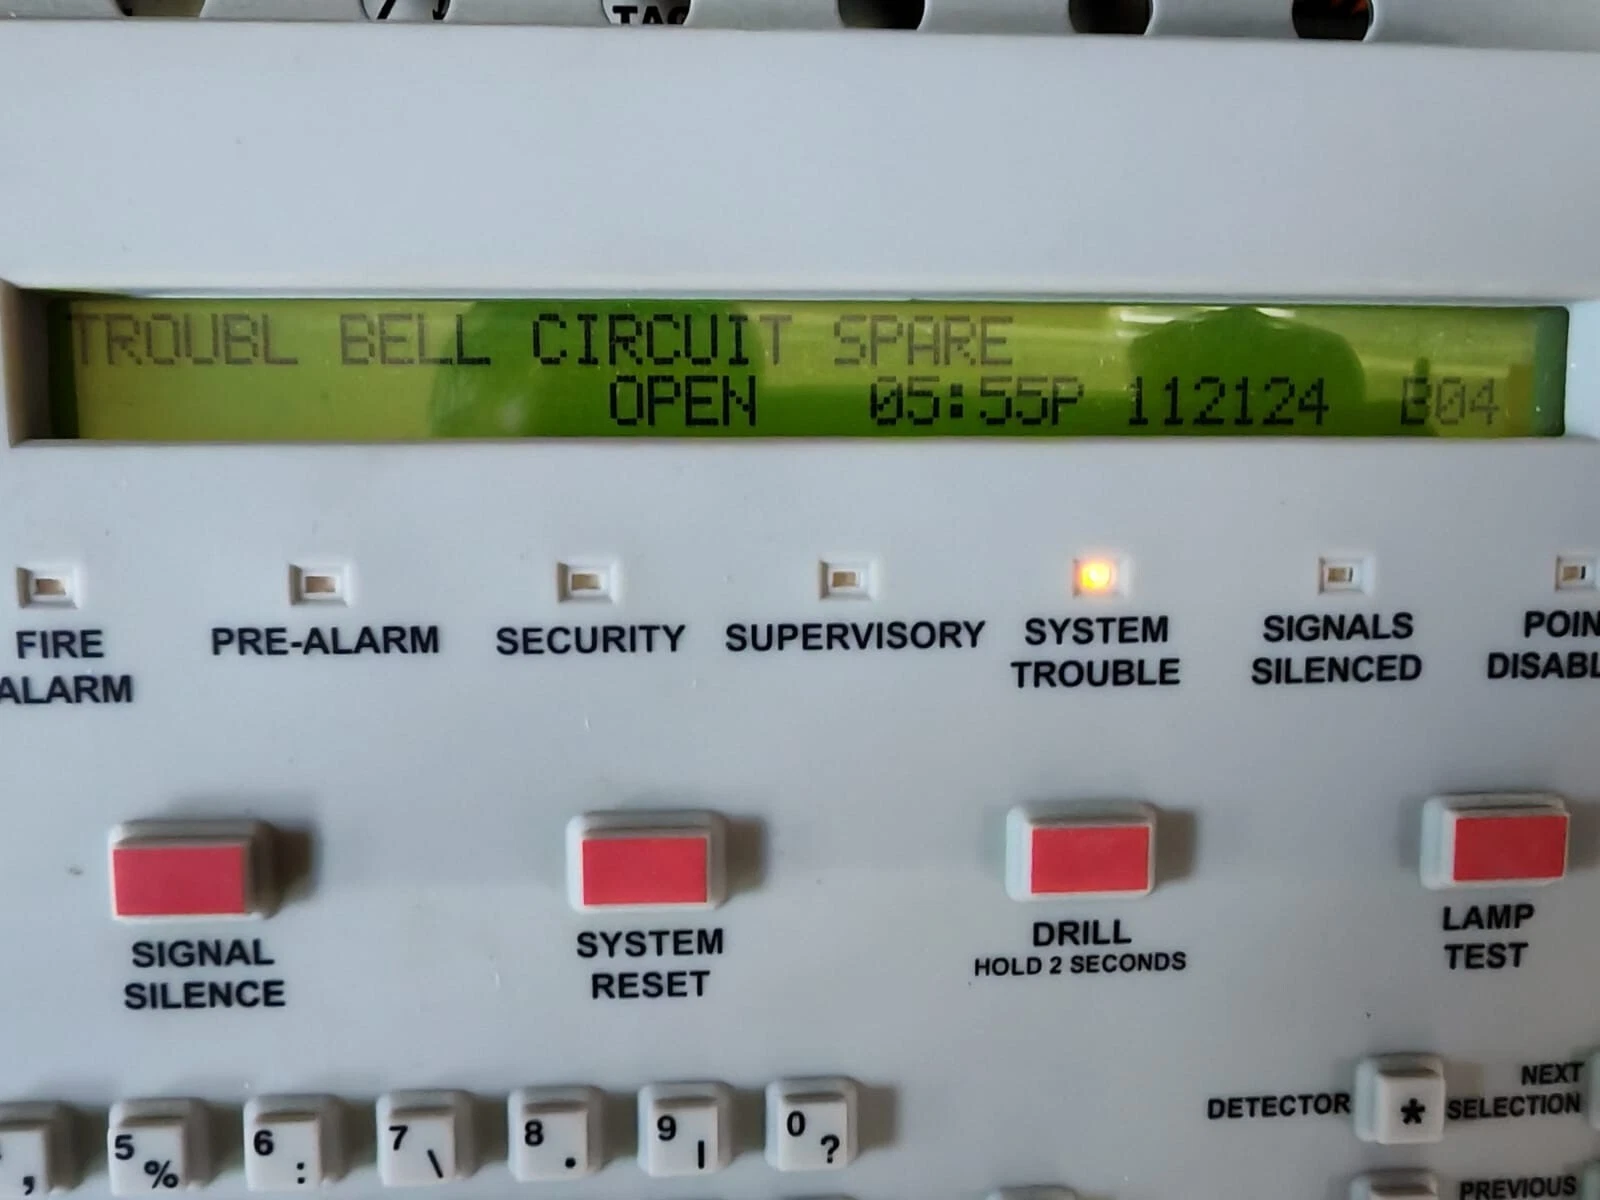 TROUBL BELL CIRCUIT SPARE
OPEN 05:55P 112124 B04
FIRE
ALARM
PRE-ALARM
SECURITY
SUPERVISORY
SYSTEM
TROUBLE
SIGNALS
SILENCED
POIN
DISABL
SIGNAL
SILENCE
SYSTEM
RESET
DRILL
HOLD 2 SECONDS
LAMP
TEST
,
5 %
6 :
7 \
8 .
9 |
0 ?
DETECTOR
*
NEXT
SELECTION
PREVIOUS